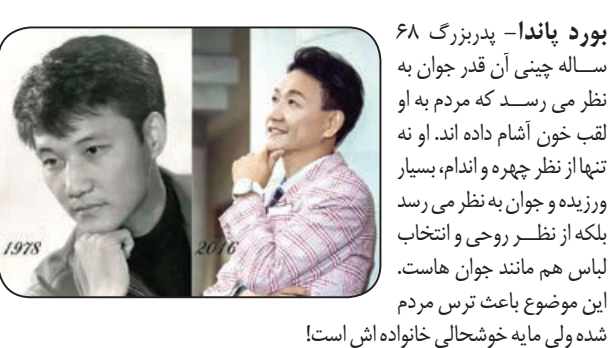 بورد پاندا- پدربزرگ ۶۸
ساله چینی آن قدر جوان به
نظر می رسد که مردم به او
لقب خون آشام داده اند. او نه
تنها از نظر چهره و اندام، بسیار
ورزیده و جوان به نظر می رسد
بلکه از نظر روحی و انتخاب
لباس هم مانند جوان هاست.
این موضوع باعث ترس مردم
شده ولی مایه خوشحالی خانواده اش است!
1978
2016